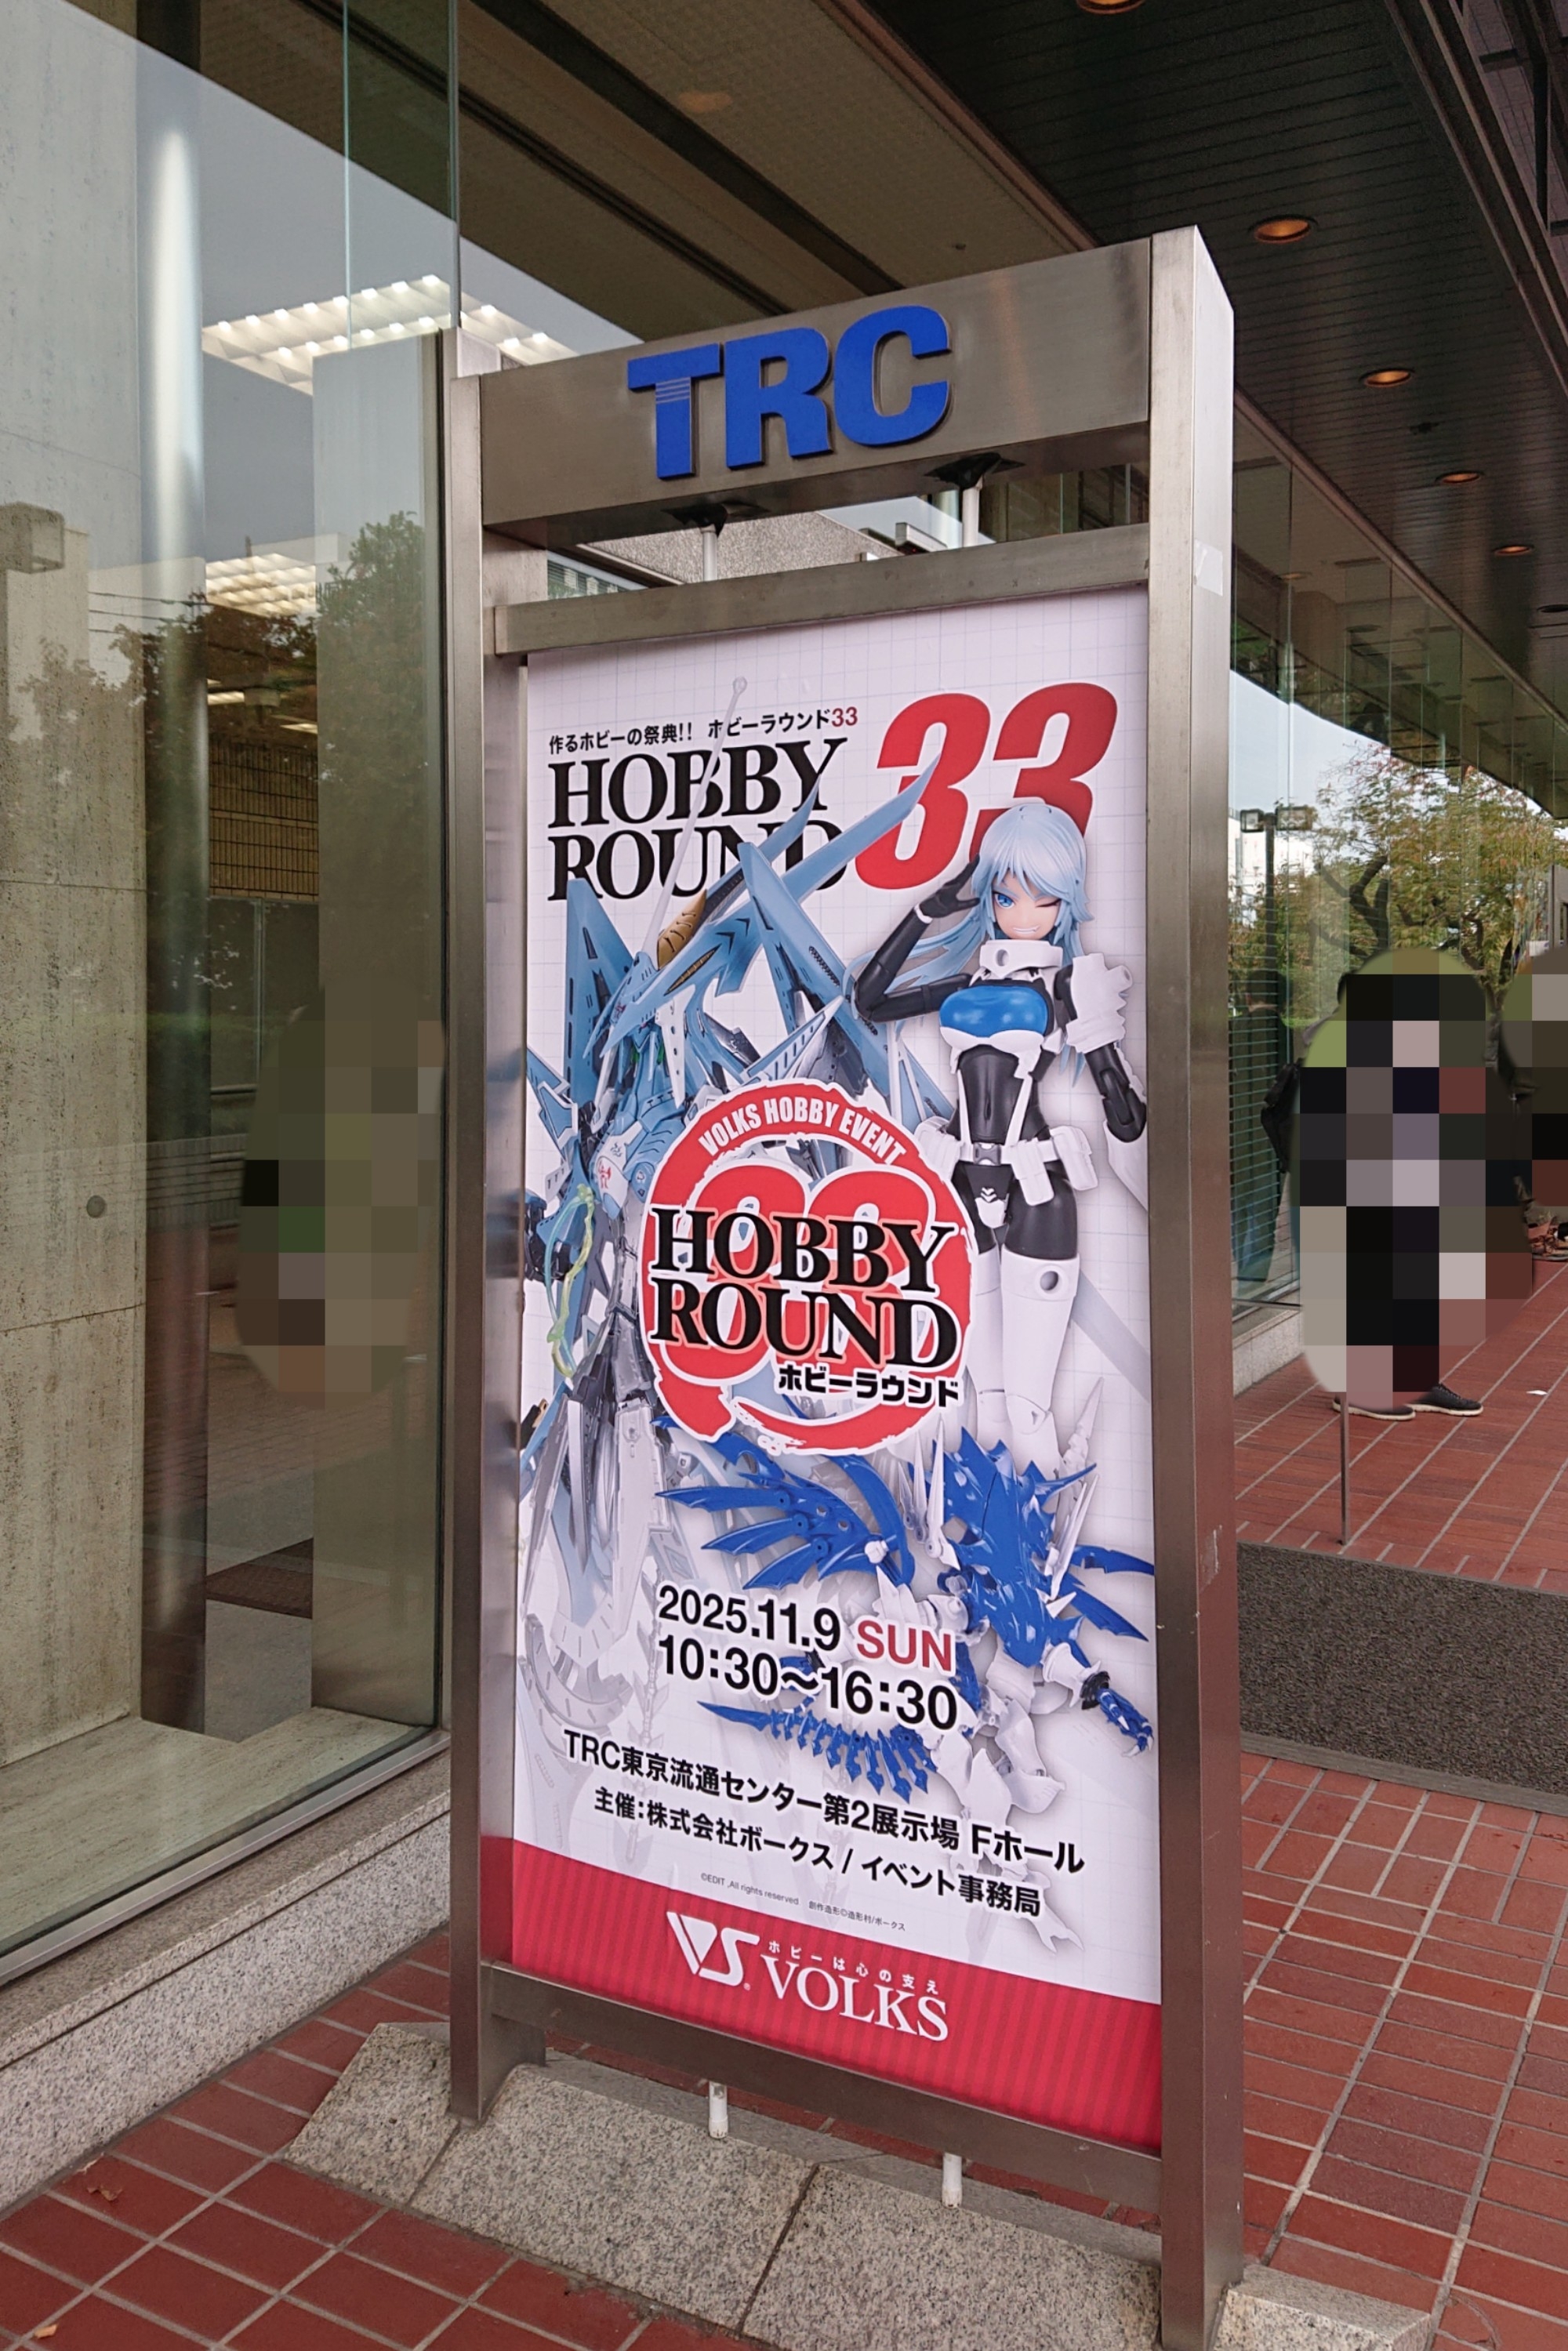 TRC
作るホビーの祭典!! ホビーラウンド33
HOBBY
ROUND
33
VOLKS HOBBY EVENT
33
HOBBY
ROUND
ホビーラウンド
2025.11.9 SUN
10:30~16:30
TRC東京流通センター第2展示場 Fホール
主催:株式会社ボークス / イベント事務局
©EDIT ,All rights reserved 創作造形©造形村/ボークス
VS
ホビーは心の支え
VOLKS